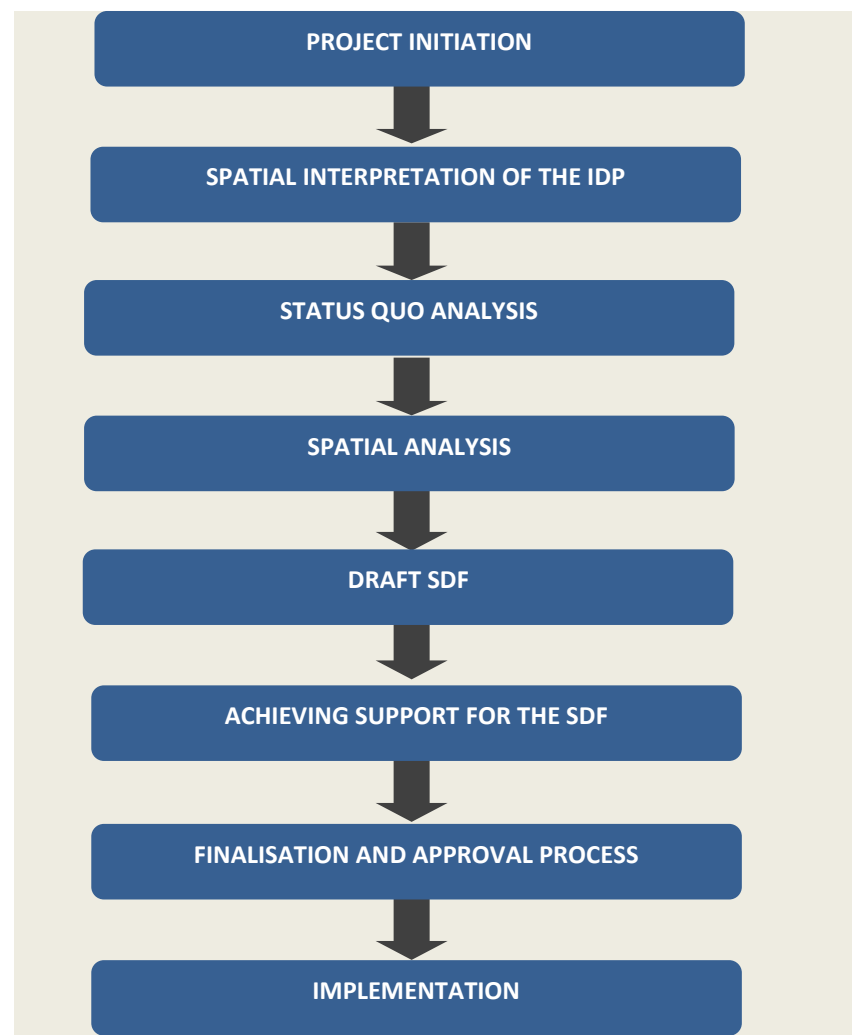 PROJECT INITIATION
SPATIAL INTERPRETATION OF THE IDP
STATUS QUO ANALYSIS
SPATIAL ANALYSIS
DRAFT SDF
ACHIEVING SUPPORT FOR THE SDF
FINALISATION AND APPROVAL PROCESS
IMPLEMENTATION